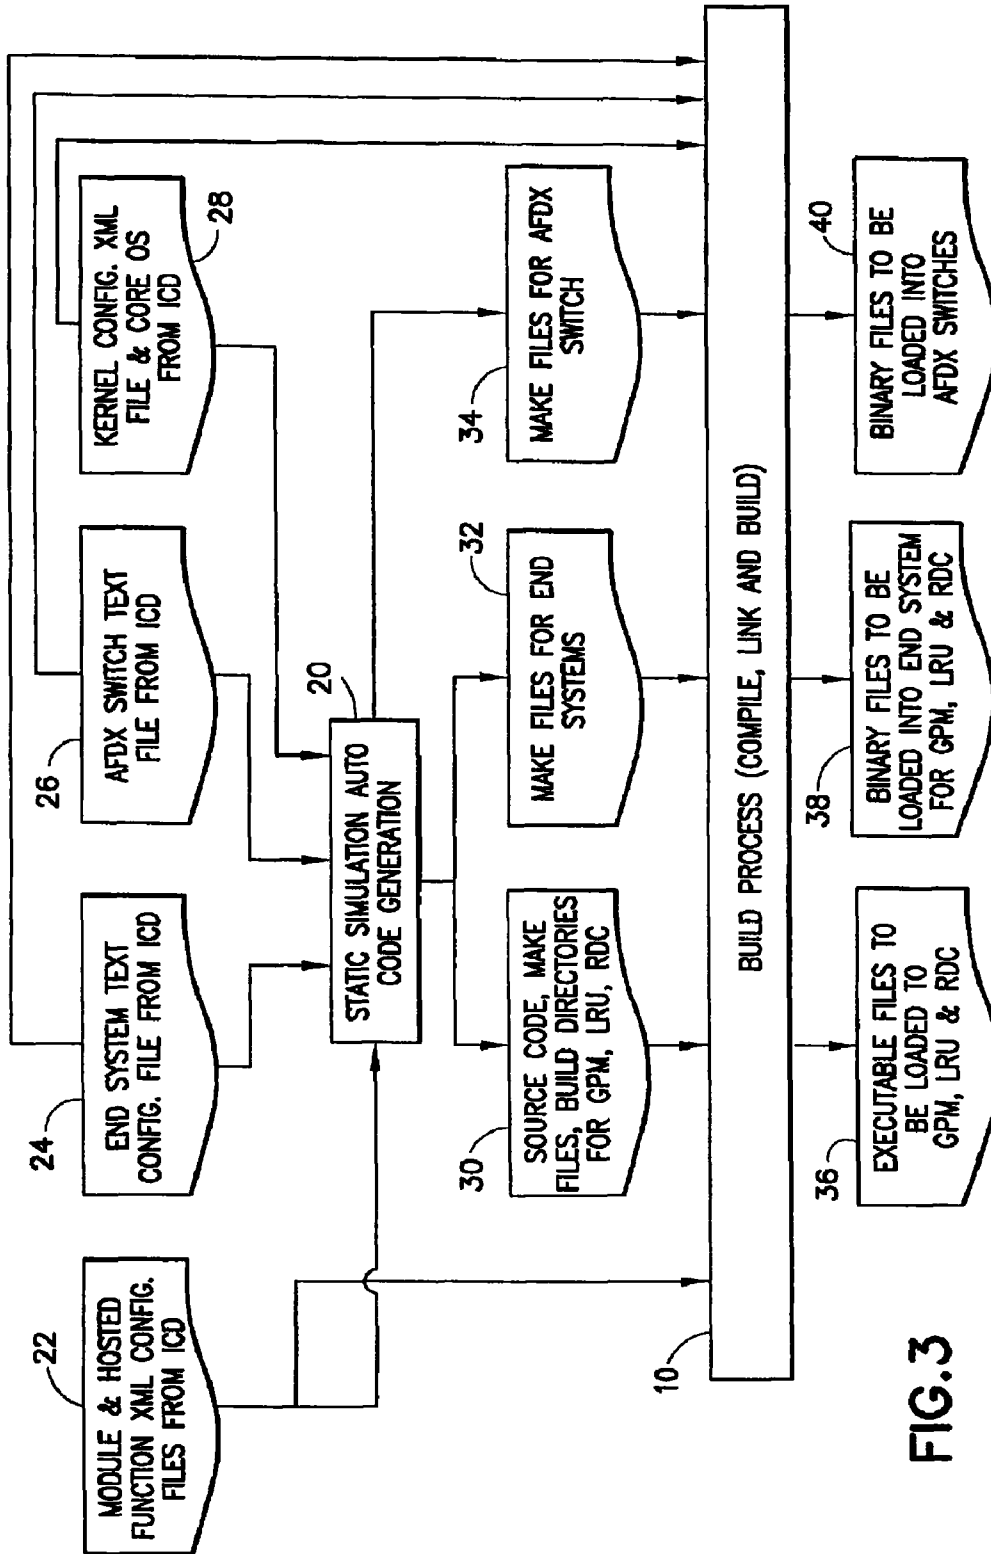 22
MODULE & HOSTED
FUNCTION XML CONFIG.
FILES FROM ICD
24
END SYSTEM TEXT
CONFIG. FILE FROM ICD
26
AFDX SWITCH TEXT
FILE FROM ICD
KERNEL CONFIG. XML
FILE & CORE OS
FROM ICD
28
20
STATIC SIMULATION AUTO
CODE GENERATION
30
SOURCE CODE, MAKE
FILES, BUILD DIRECTORIES
FOR GPM, LRU, RDC
32
MAKE FILES FOR END
SYSTEMS
34
MAKE FILES FOR AFDX
SWITCH
10
BUILD PROCESS (COMPILE, LINK AND BUILD)
36
EXECUTABLE FILES TO
BE LOADED TO
GPM, LRU & RDC
38
BINARY FILES TO BE
LOADED INTO END SYSTEM
FOR GPM, LRU & RDC
40
BINARY FILES TO BE
LOADED INTO
AFDX SWITCHES
FIG.3